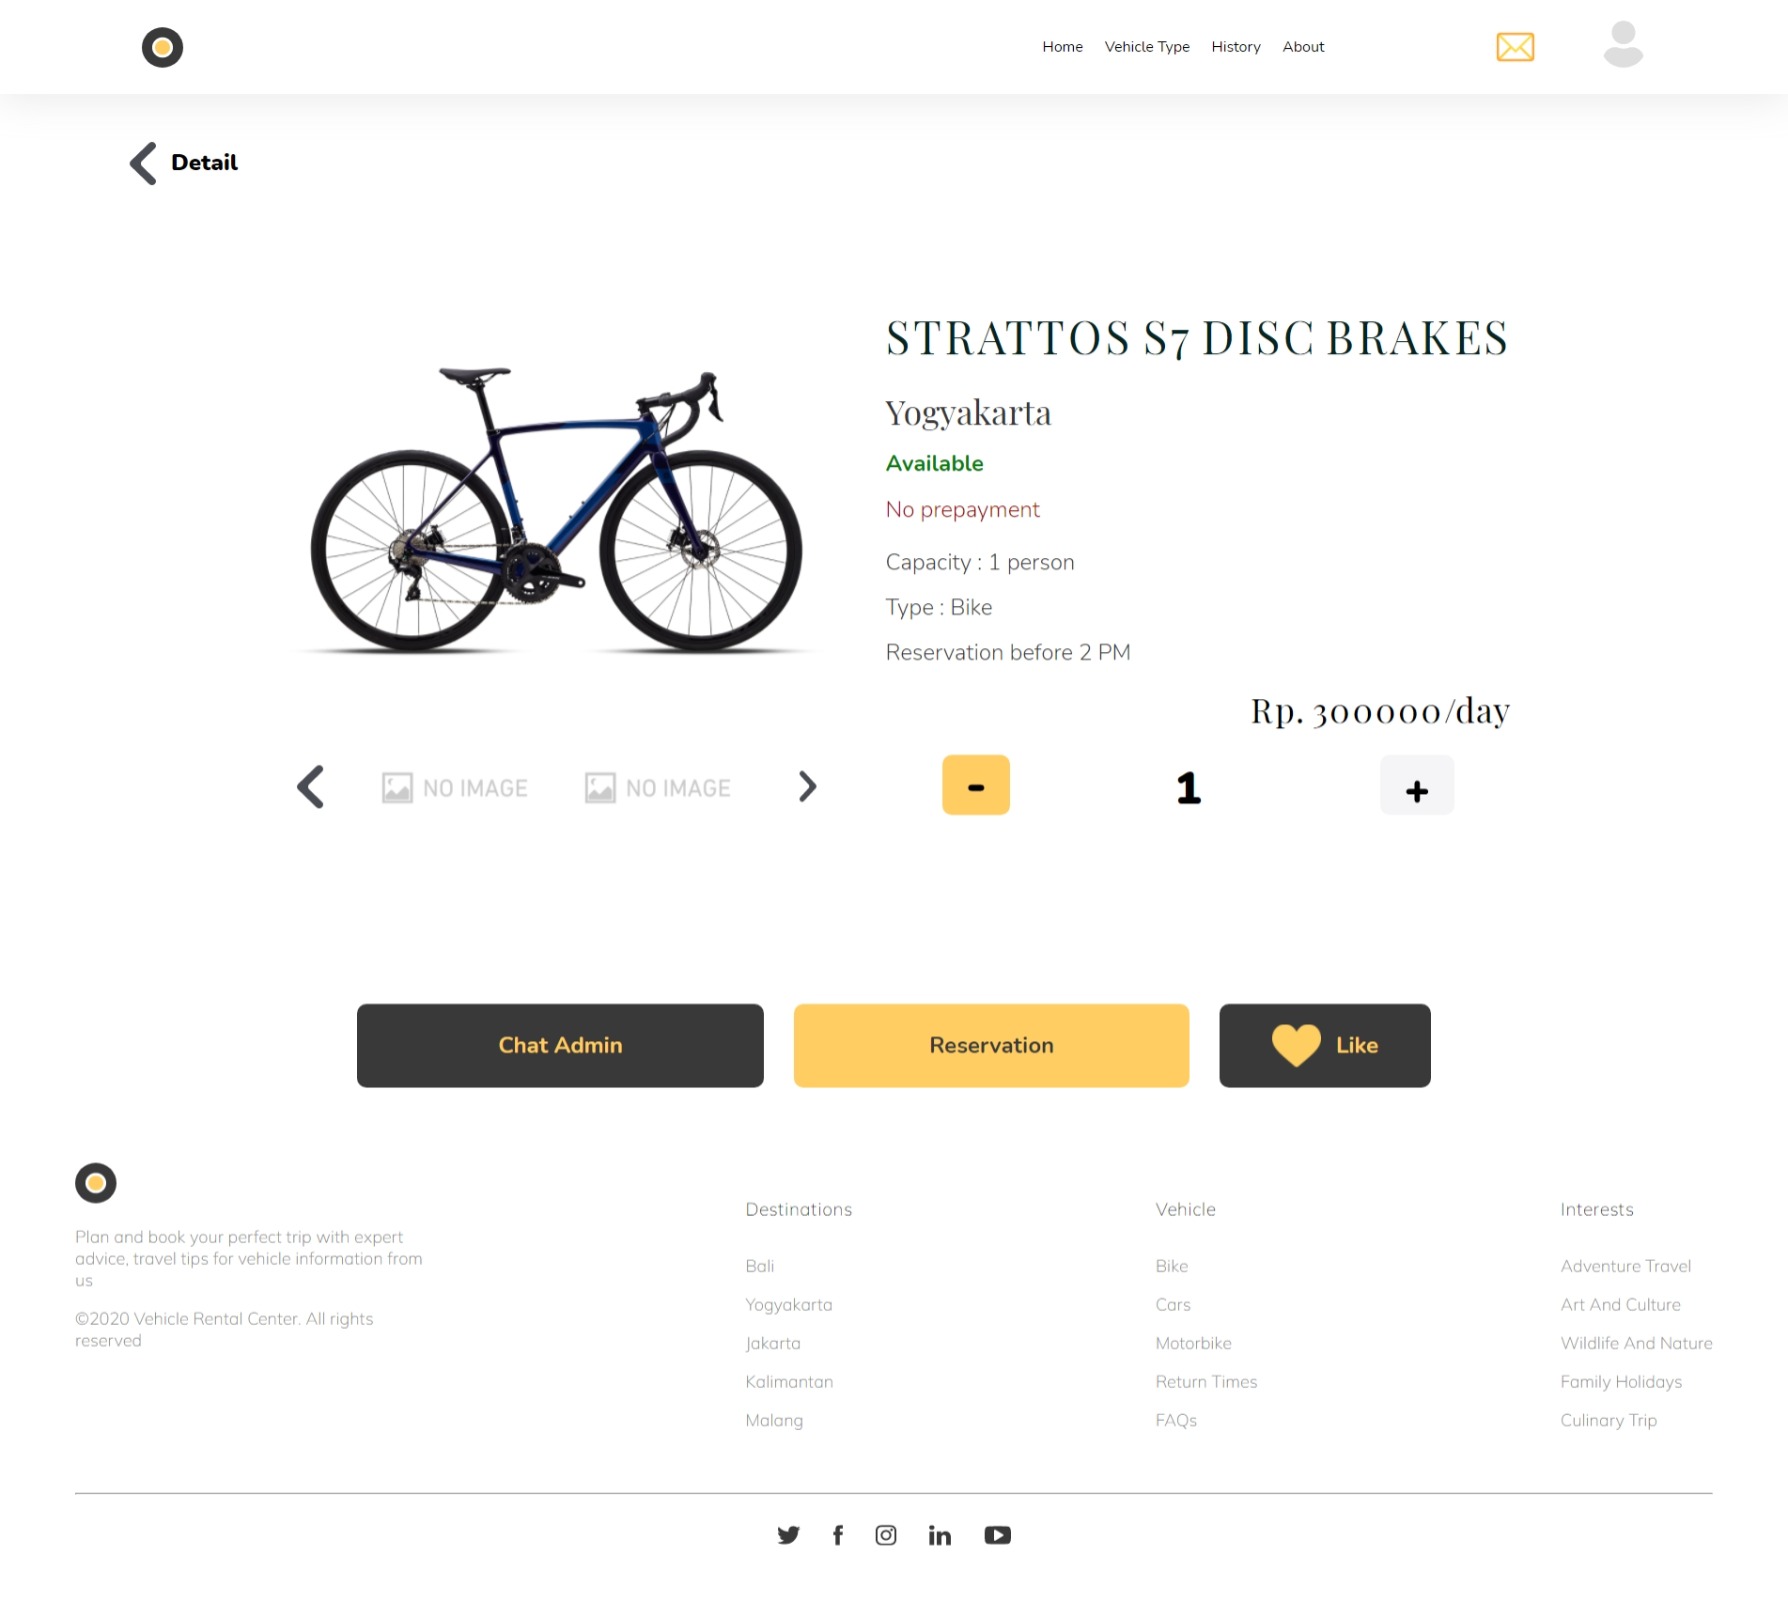 Home Vehicle Type History About
Detail
STRATTOS S7 DISC BRAKES
Yogyakarta
Available
No prepayment
Capacity : 1 person
Type : Bike
Reservation before 2 PM
Rp. 300000/day
NO IMAGE NO IMAGE
- 1 +
Chat Admin Reservation Like
Plan and book your perfect trip with expert
advice, travel tips for vehicle information from
us
©2020 Vehicle Rental Center. All rights
reserved
Destinations
Bali
Yogyakarta
Jakarta
Kalimantan
Malang
Vehicle
Bike
Cars
Motorbike
Return Times
FAQs
Interests
Adventure Travel
Art And Culture
Wildlife And Nature
Family Holidays
Culinary Trip